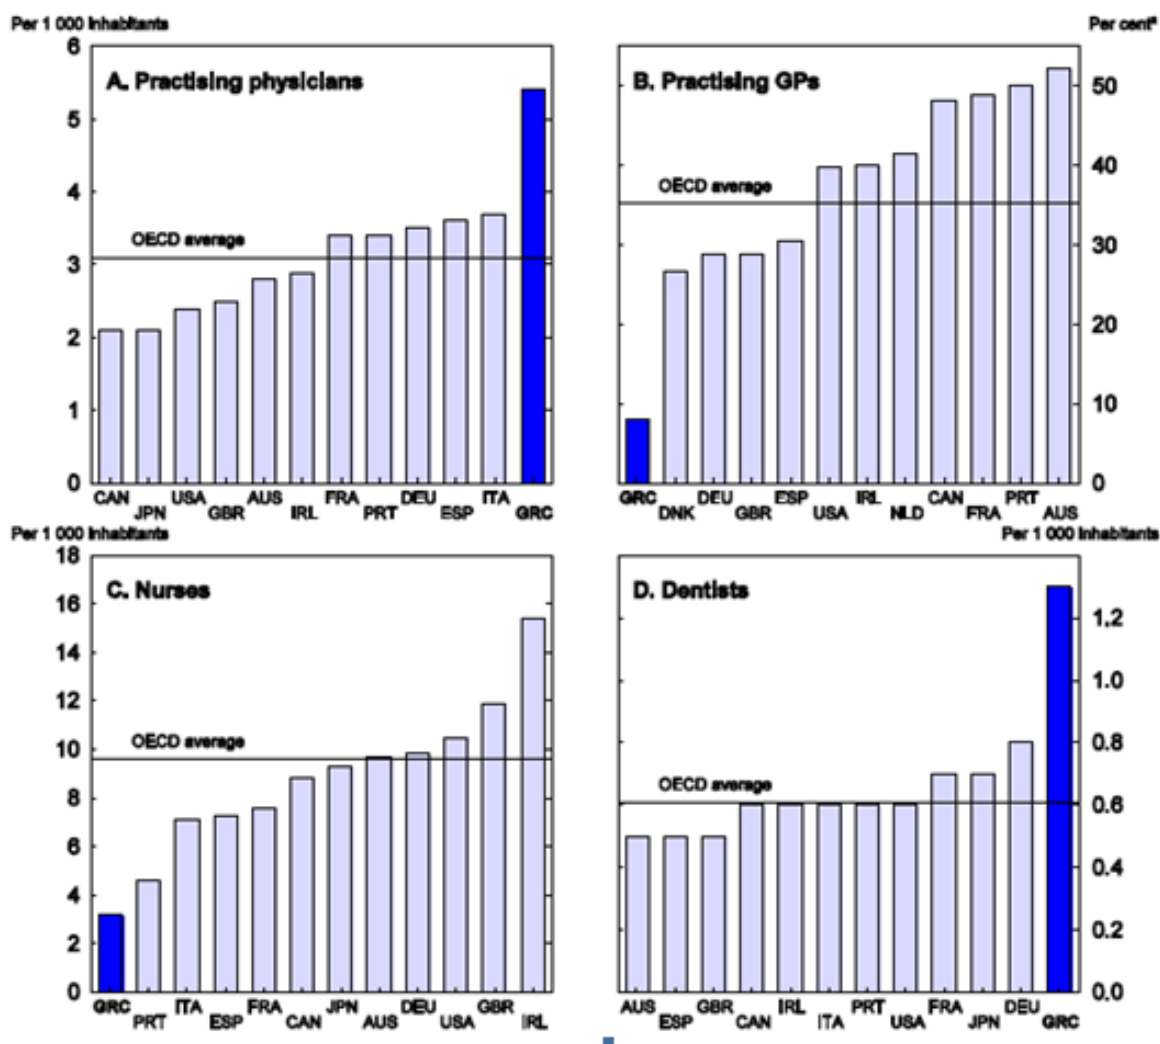 Per 1 000 inhabitants
A. Practising physicians
6
5
4
3
2
1
0
OECD average
CAN JPN USA GBR AUS IRL FRA PRT DEU ESP ITA GRC
Per centª
B. Practising GPs
50
40
30
20
10
0
OECD average
GRC DNK DEU GBR ESP USA IRL NLD CAN FRA PRT AUS
Per 1 000 inhabitants
C. Nurses
18
16
14
12
10
8
6
4
2
0
OECD average
GRC PRT ITA ESP FRA CAN JPN AUS DEU USA GBR IRL
Per 1 000 inhabitants
D. Dentists
1.2
1.0
0.8
0.6
0.4
0.2
0.0
OECD average
AUS ESP GBR CAN IRL ITA PRT USA FRA JPN DEU GRC